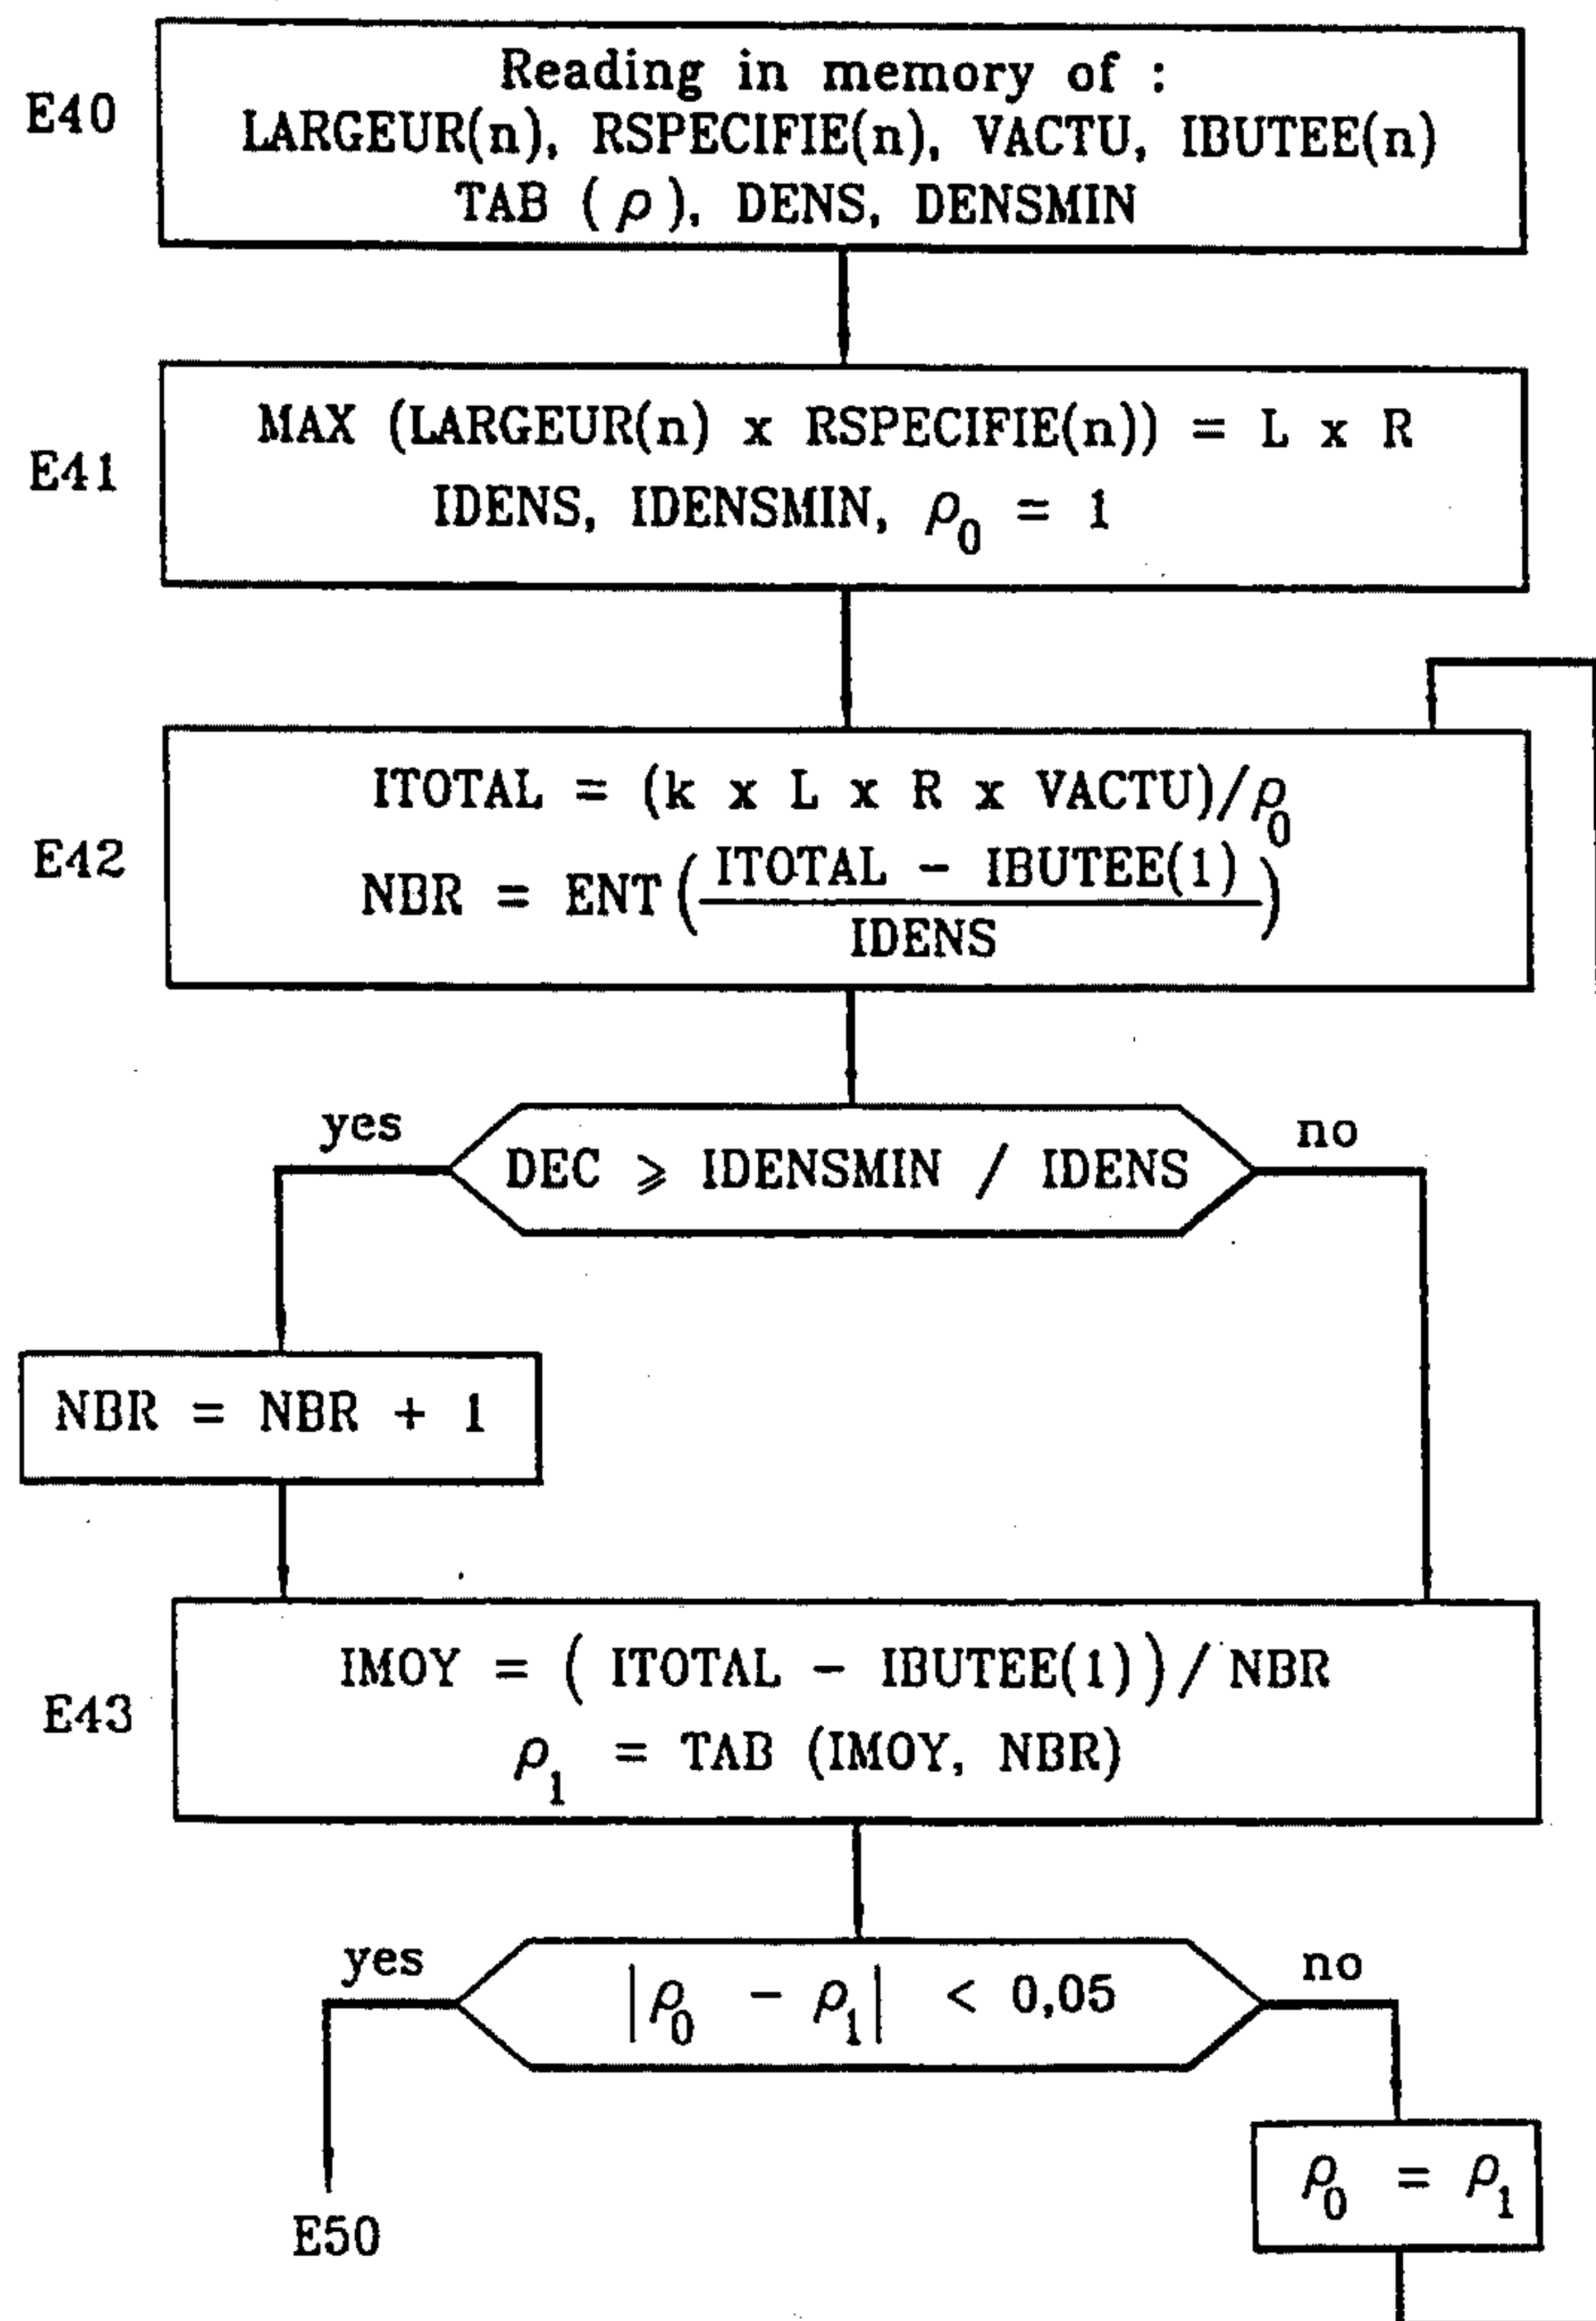 E40
Reading in memory of :
LARGEUR(n), RSPECIFIE(n), VACTU, IBUTEE(n)
TAB (ρ), DENS, DENSMIN
E41
MAX (LARGEUR(n) x RSPECIFIE(n)) = L x R
IDENS, IDENSMIN, ρ₀ = 1
E42
ITOTAL = (k x L x R x VACTU)/ρ₀
NBR = ENT(ITOTAL - IBUTEE(1) / IDENS)
yes
DEC ⩾ IDENSMIN / IDENS
no
NBR = NBR + 1
E43
IMOY = ( ITOTAL - IBUTEE(1))/ NBR
ρ₁ = TAB (IMOY, NBR)
yes
|ρ₀ - ρ₁| < 0,05
no
ρ₀ = ρ₁
E50